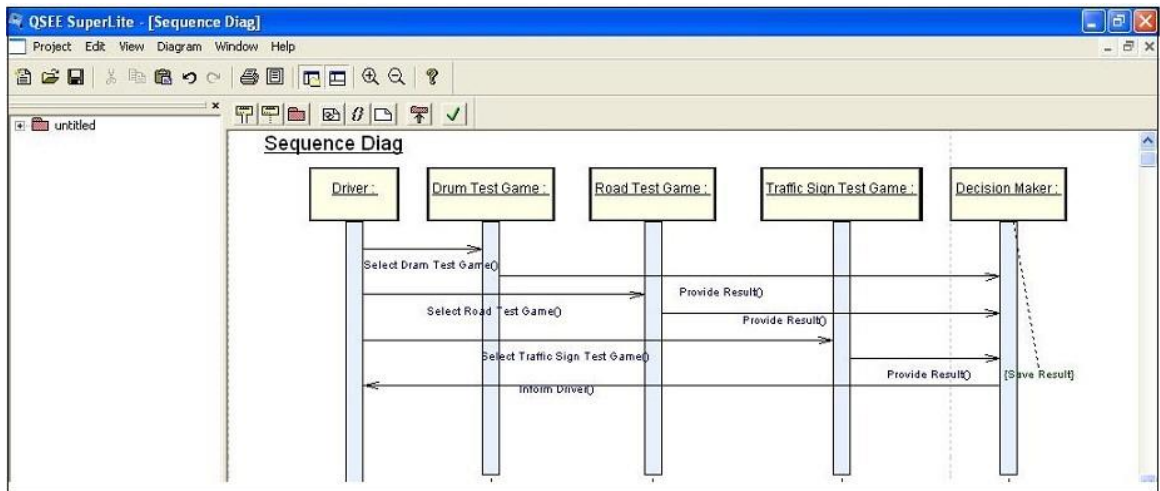 QSEE SuperLite - [Sequence Diag]
Project Edit View Diagram Window Help
untitled
Sequence Diag
Driver :
Drum Test Game :
Road Test Game :
Traffic Sign Test Game :
Decision Maker :
Select Dram Test Game()
Provide Result()
Select Road Test Game()
Provide Result()
Select Traffic Sign Test Game()
Provide Result()
{Save Result}
Inform Driver()